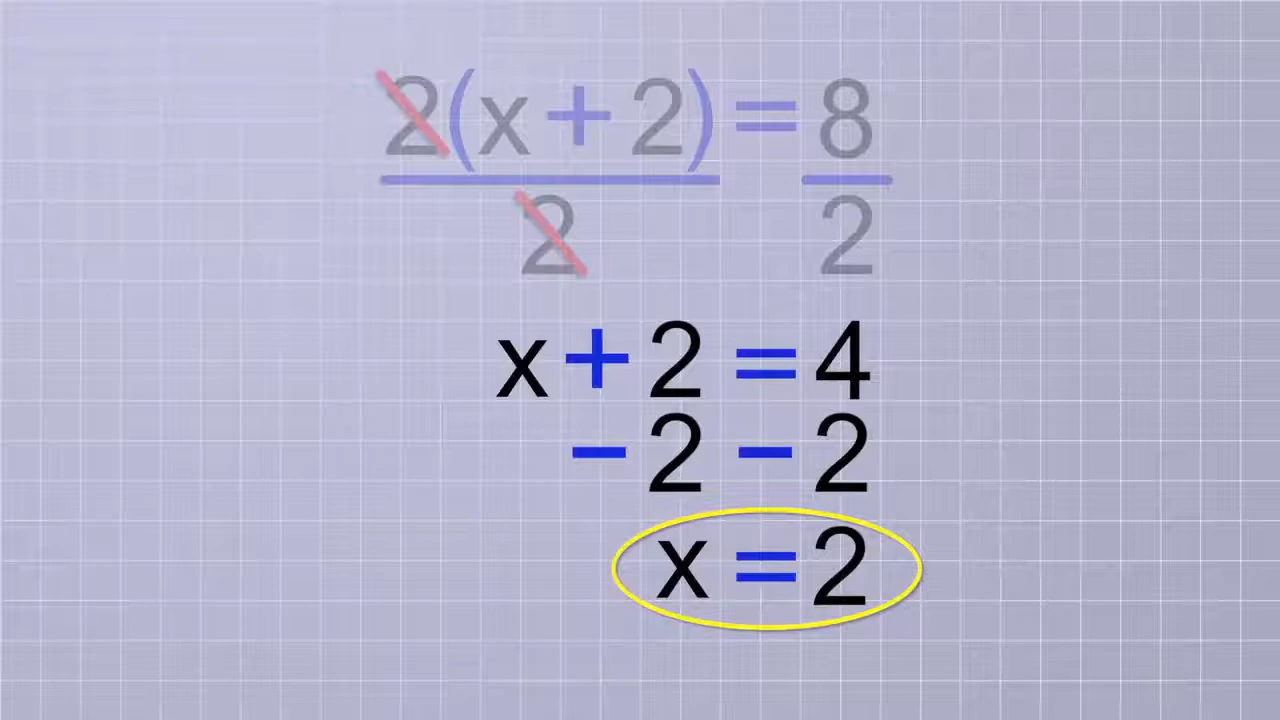 2(x + 2) = 8
2 2
x + 2 = 4
− 2 − 2
x = 2